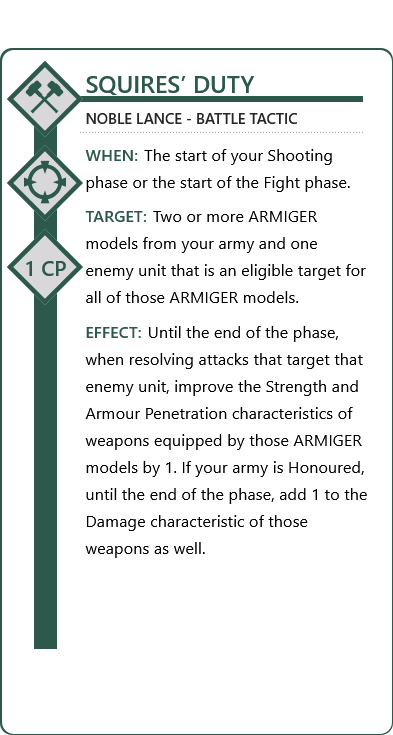 SQUIRES’ DUTY
NOBLE LANCE - BATTLE TACTIC
WHEN: The start of your Shooting
phase or the start of the Fight phase.
TARGET: Two or more ARMIGER
models from your army and one
enemy unit that is an eligible target for
all of those ARMIGER models.
EFFECT: Until the end of the phase,
when resolving attacks that target that
enemy unit, improve the Strength and
Armour Penetration characteristics of
weapons equipped by those ARMIGER
models by 1. If your army is Honoured,
until the end of the phase, add 1 to the
Damage characteristic of those
weapons as well.
1 CP